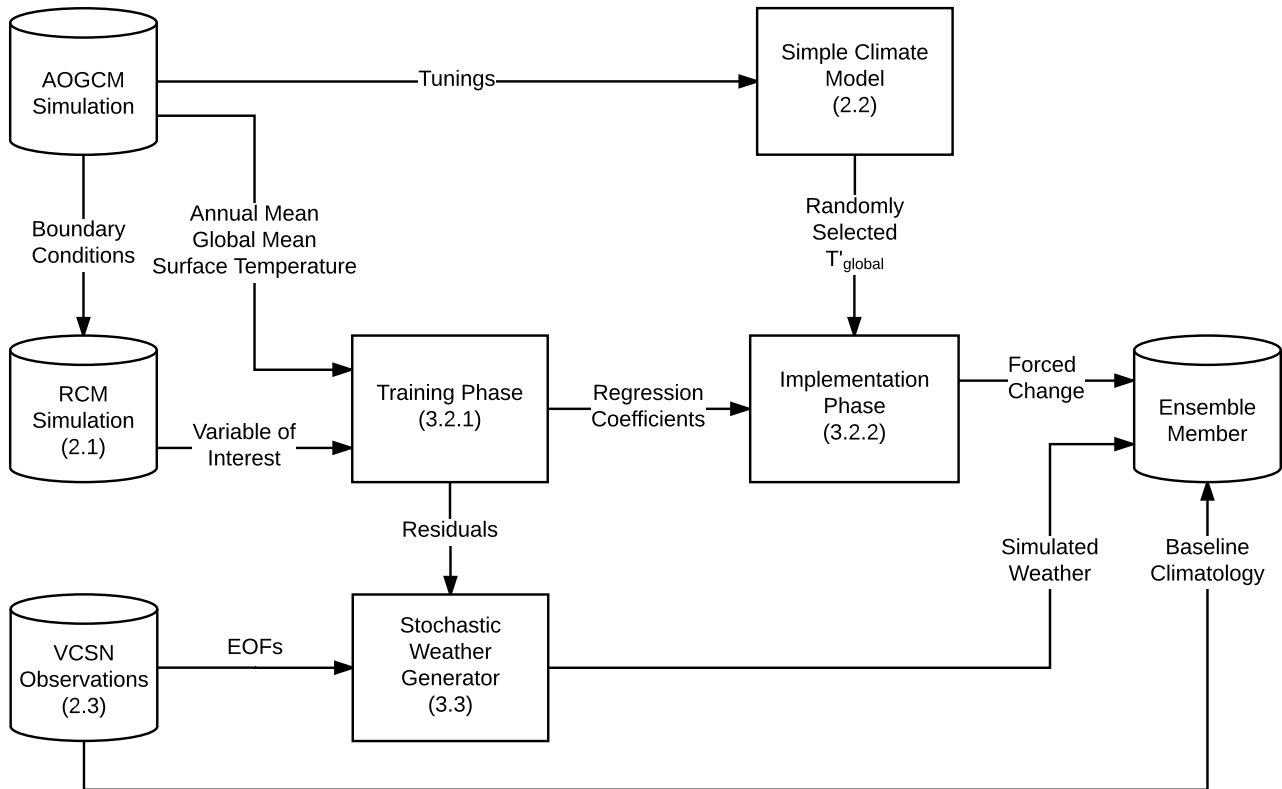 AOGCM
Simulation
Tunings
Simple Climate
Model
(2.2)
Boundary
Conditions
Annual Mean
Global Mean
Surface Temperature
Randomly
Selected
T'global
RCM
Simulation
(2.1)
Variable of
Interest
Training Phase
(3.2.1)
Regression
Coefficients
Implementation
Phase
(3.2.2)
Forced
Change
Ensemble
Member
Residuals
Simulated
Weather
Baseline
Climatology
VCSN
Observations
(2.3)
EOFs
Stochastic
Weather
Generator
(3.3)